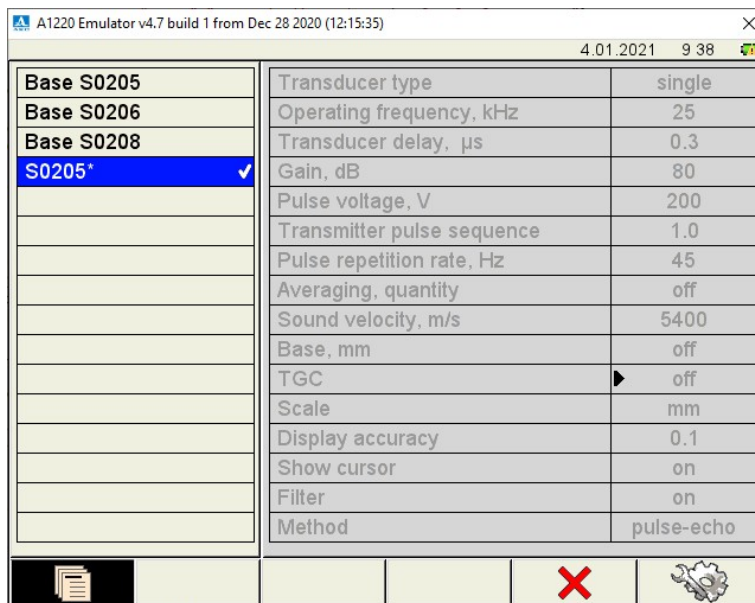 A1220 Emulator v4.7 build 1 from Dec 28 2020 (12:15:35)
4.01.2021 9 38
Base S0205
Base S0206
Base S0208
S0205*
Transducer type single
Operating frequency, kHz 25
Transducer delay, µs 0.3
Gain, dB 80
Pulse voltage, V 200
Transmitter pulse sequence 1.0
Pulse repetition rate, Hz 45
Averaging, quantity off
Sound velocity, m/s 5400
Base, mm off
TGC off
Scale mm
Display accuracy 0.1
Show cursor on
Filter on
Method pulse-echo